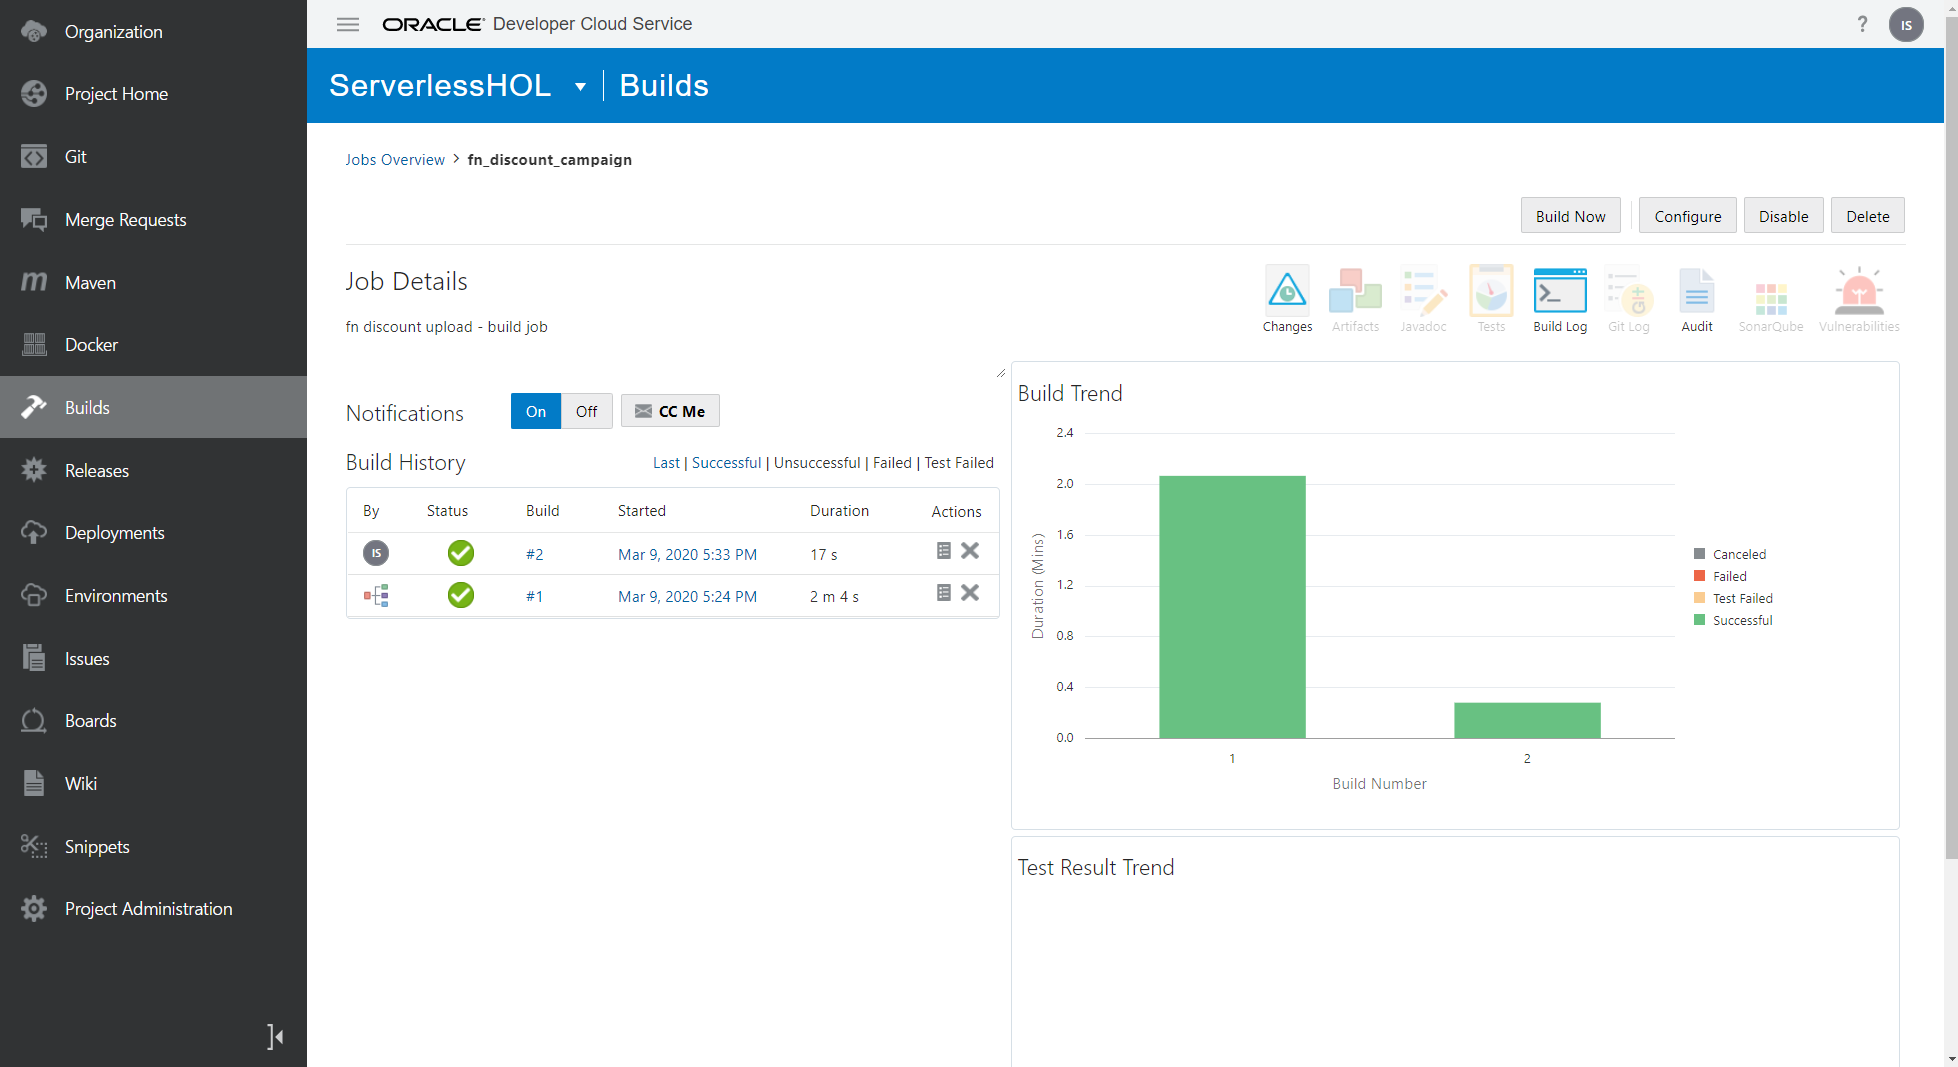 Organization
Project Home
Git
Merge Requests
Maven
Docker
Builds
Releases
Deployments
Environments
Issues
Boards
Wiki
Snippets
Project Administration
ORACLE® Developer Cloud Service
? IS
ServerlessHOL Builds
Jobs Overview > fn_discount_campaign
Build Now Configure Disable Delete
Job Details
fn discount upload - build job
Changes Artifacts Javadoc Tests Build Log Git Log Audit SonarQube Vulnerabilities
Notifications On Off CC Me
Build History Last | Successful | Unsuccessful | Failed | Test Failed
By Status Build Started Duration Actions
IS #2 Mar 9, 2020 5:33 PM 17 s
#1 Mar 9, 2020 5:24 PM 2 m 4 s
Build Trend
2.4
2.0
1.6
1.2
0.8
0.4
0.0
Duration (Mins)
1 2
Build Number
Canceled
Failed
Test Failed
Successful
Test Result Trend